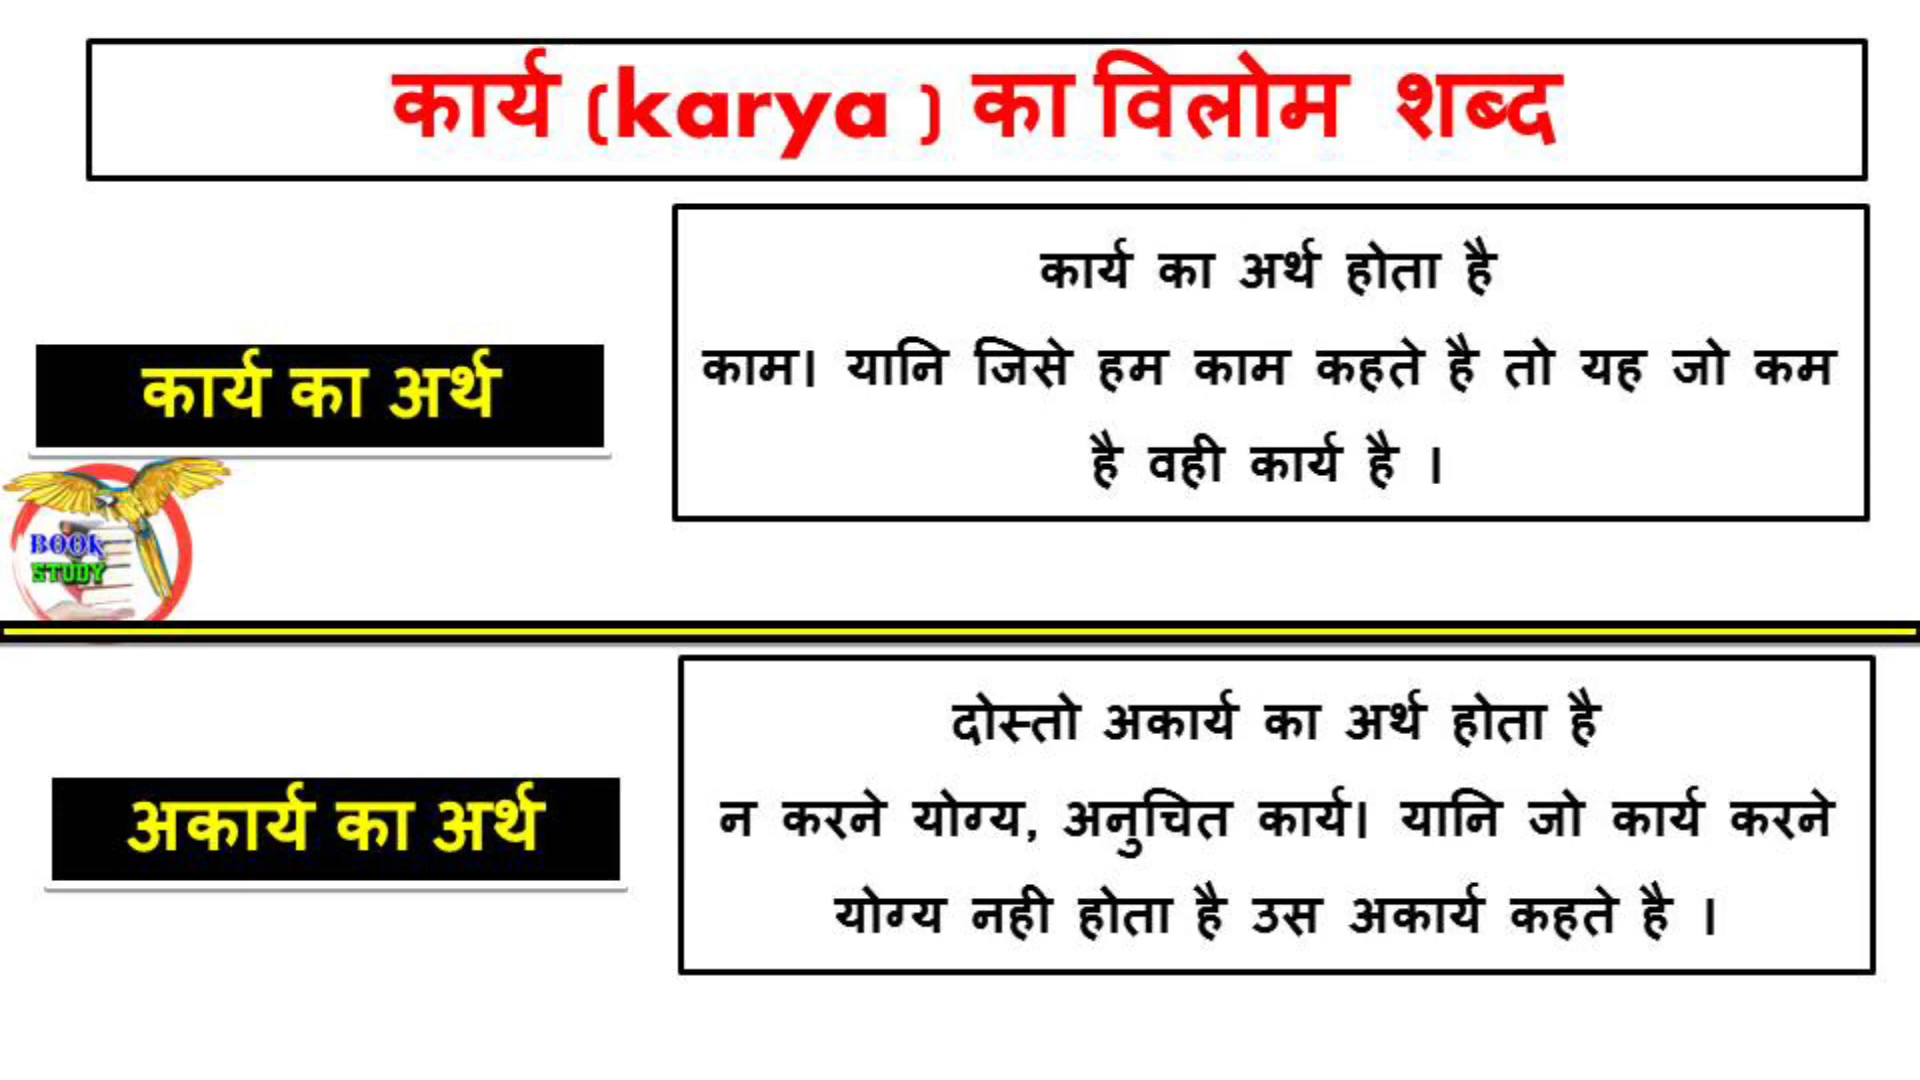 कार्य (karya ) का विलोम शब्द
कार्य का अर्थ
कार्य का अर्थ होता है
काम। यानि जिसे हम काम कहते है तो यह जो कम
है वही कार्य है ।
BOOK
STUDY
अकार्य का अर्थ
दोस्तो अकार्य का अर्थ होता है
न करने योग्य, अनुचित कार्य। यानि जो कार्य करने
योग्य नही होता है उस अकार्य कहते है ।